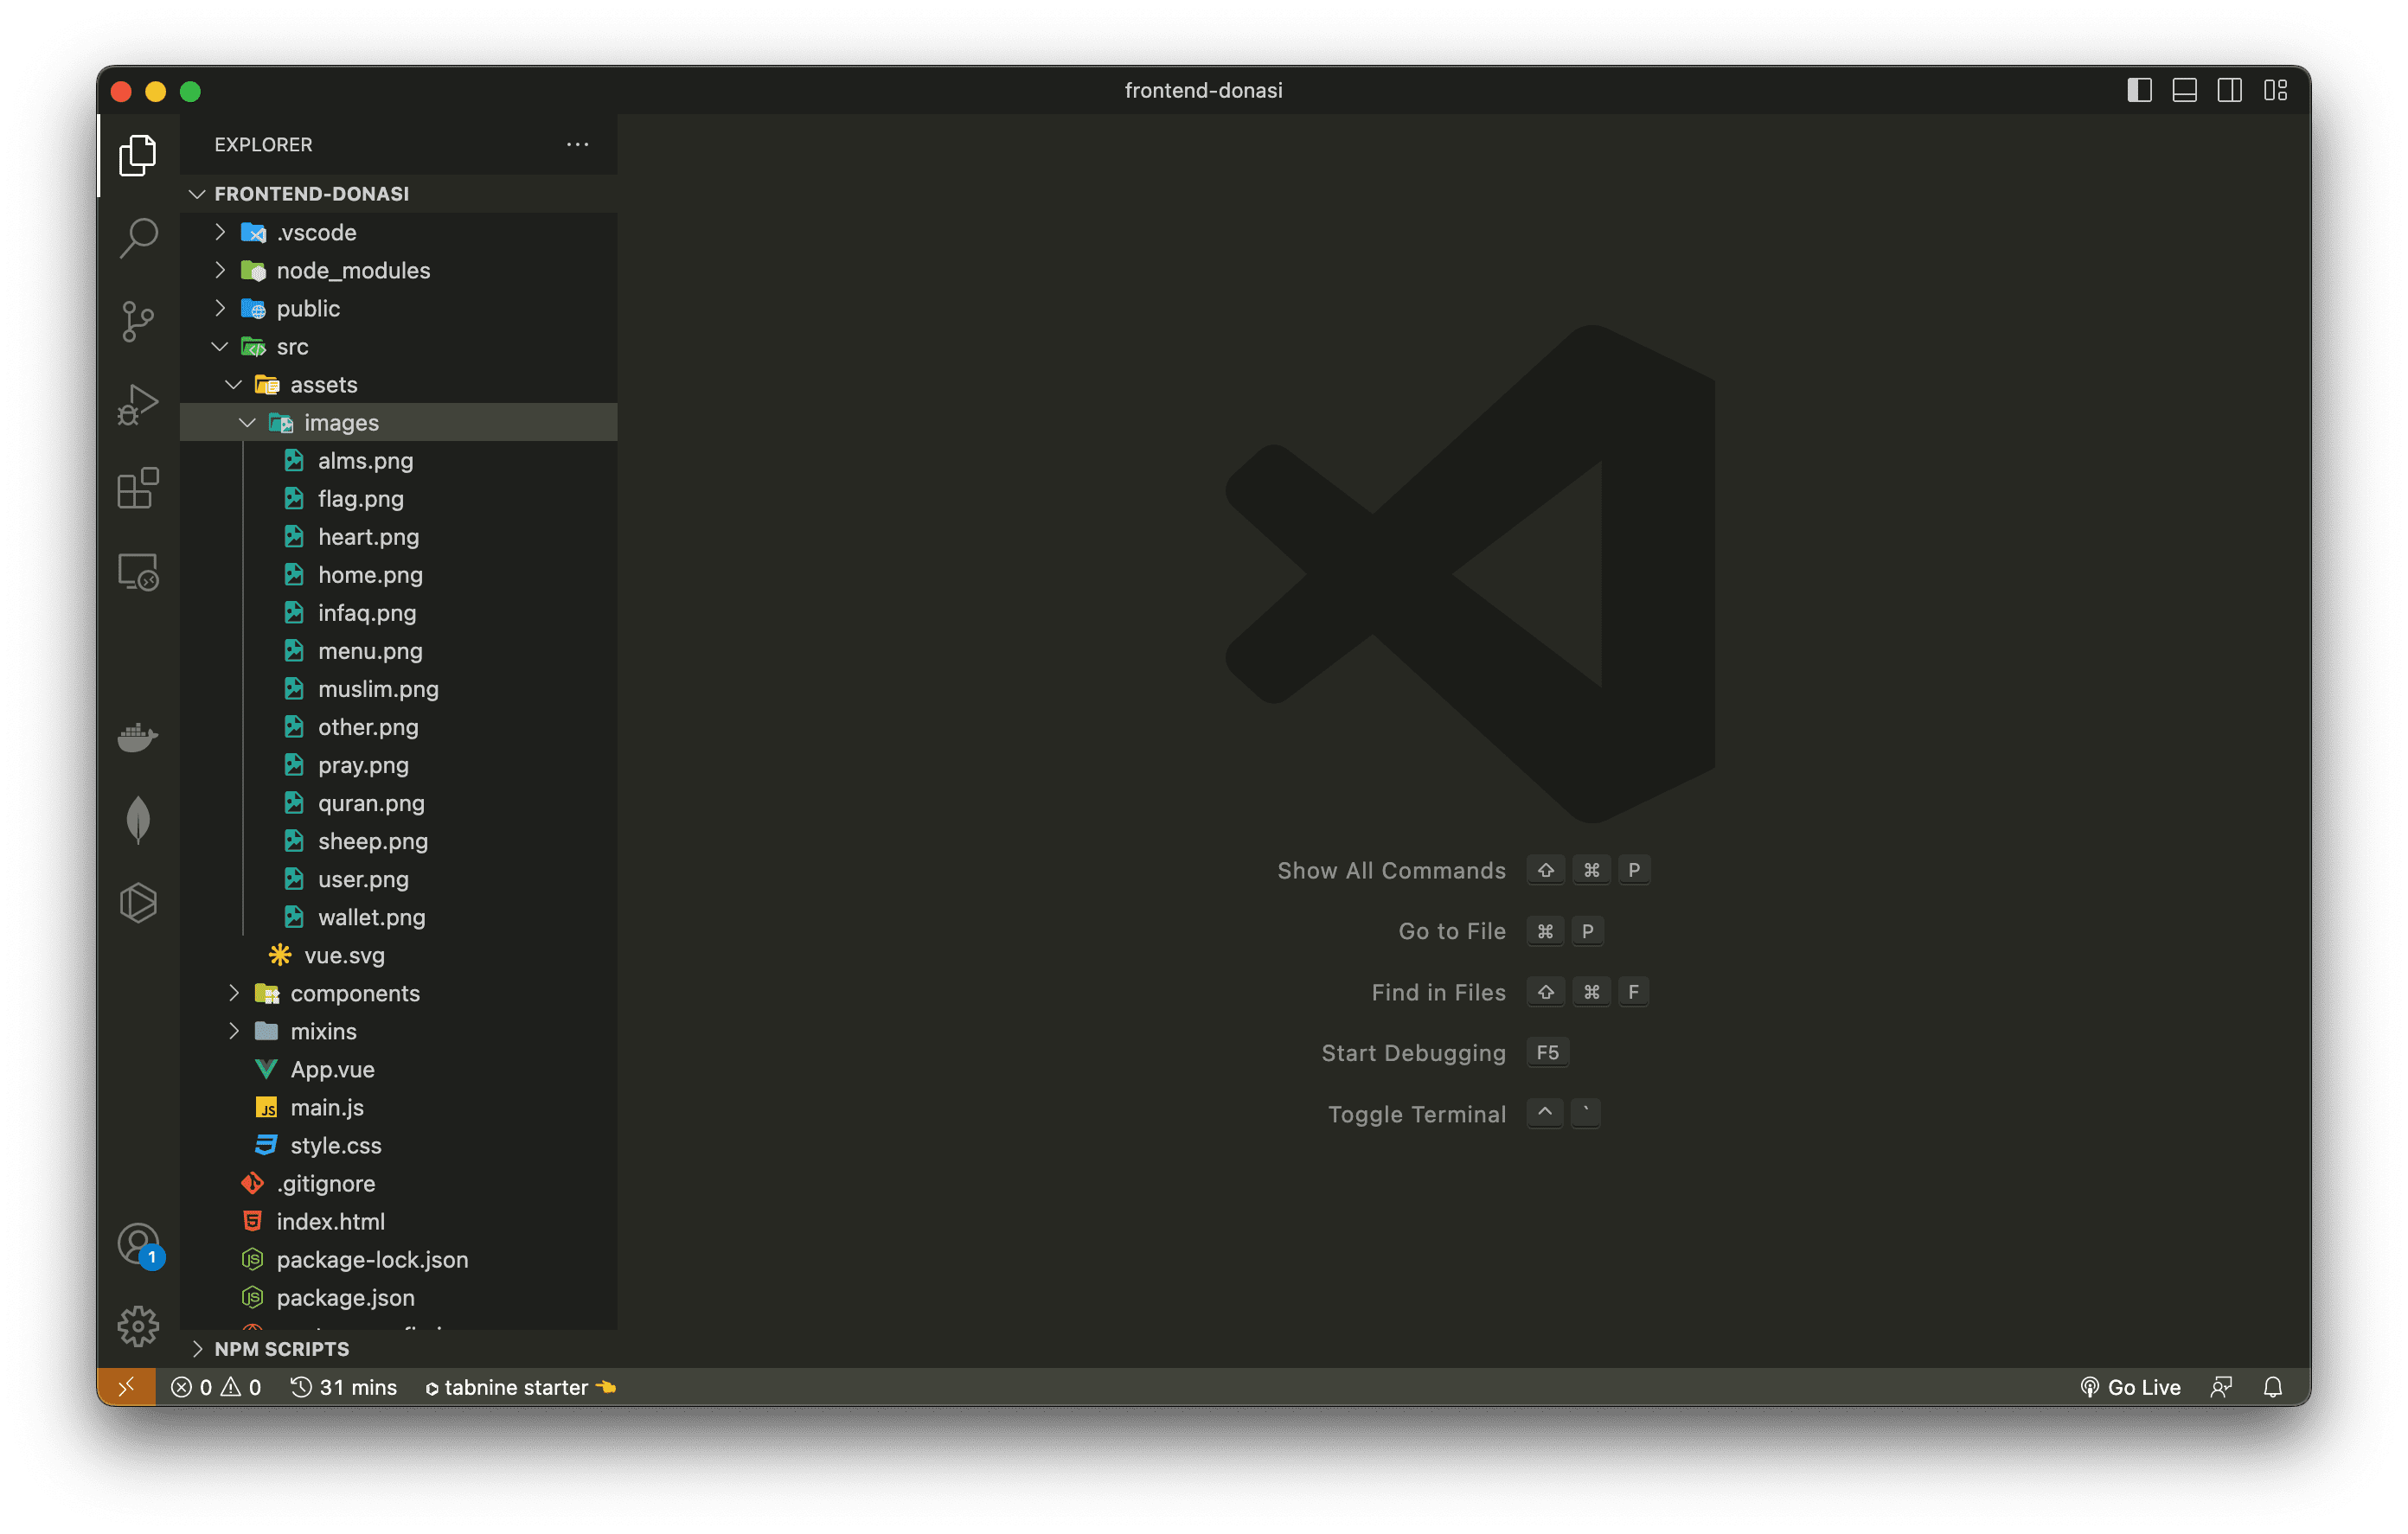 frontend-donasi
EXPLORER
FRONTEND-DONASI
.vscode
node_modules
public
src
assets
images
alms.png
flag.png
heart.png
home.png
infaq.png
menu.png
muslim.png
other.png
pray.png
quran.png
sheep.png
user.png
wallet.png
vue.svg
components
mixins
App.vue
JS main.js
style.css
.gitignore
index.html
package-lock.json
package.json
NPM SCRIPTS
1
Show All Commands ⇧ ⌘ P
Go to File ⌘ P
Find in Files ⇧ ⌘ F
Start Debugging F5
Toggle Terminal ^ `
0 0 31 mins tabnine starter 👈 Go Live